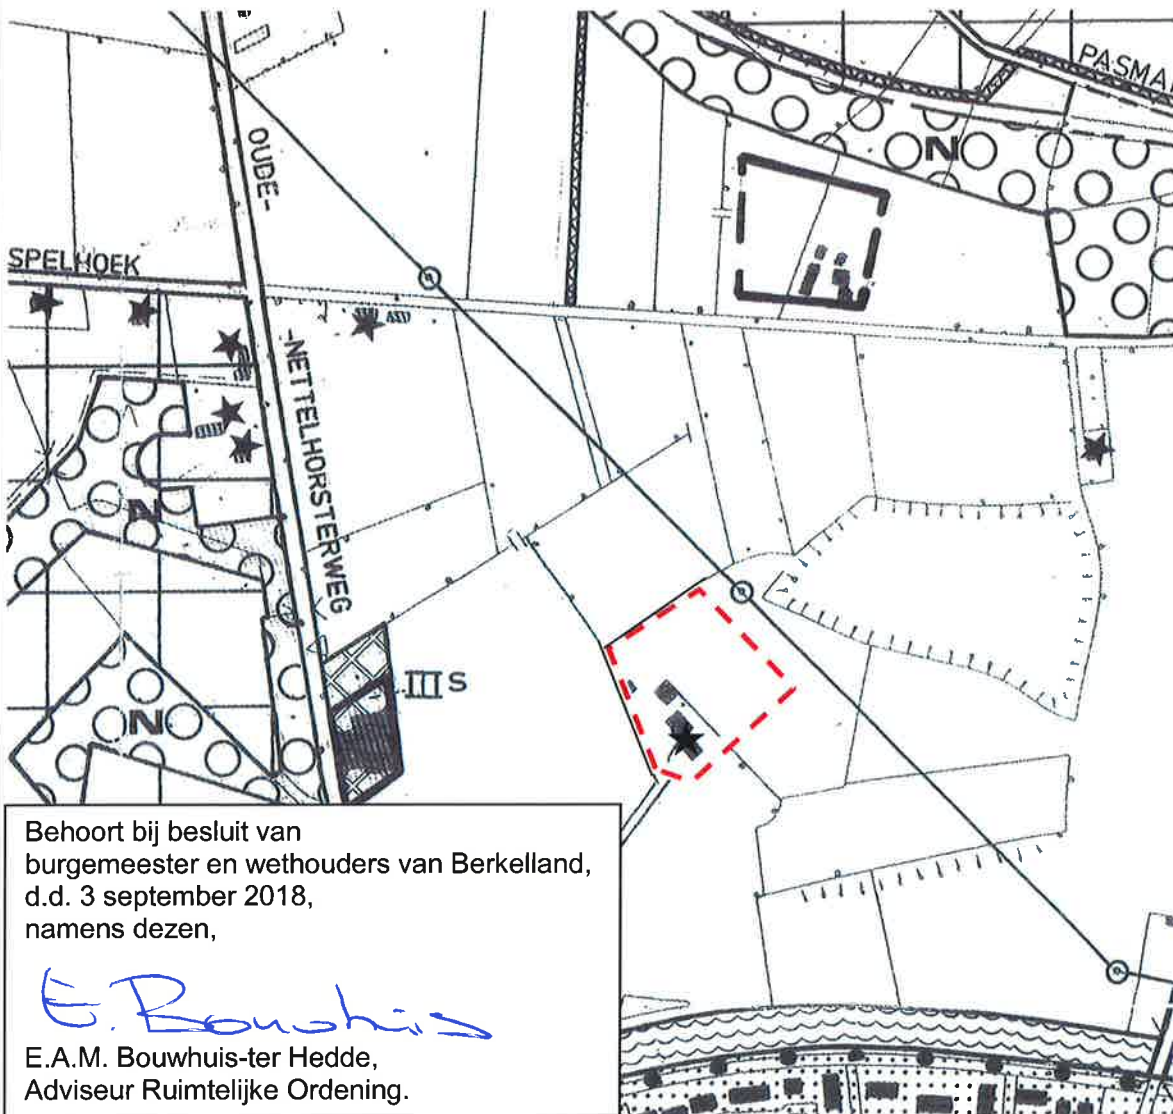 PASMA
OUDE-
N
SPELHOEK
-NETTELHORSTERWEG
N
III S
N
Behoort bij besluit van
burgemeester en wethouders van Berkelland,
d.d. 3 september 2018,
namens dezen,
E. Bouwhuis
E.A.M. Bouwhuis-ter Hedde,
Adviseur Ruimtelijke Ordening.